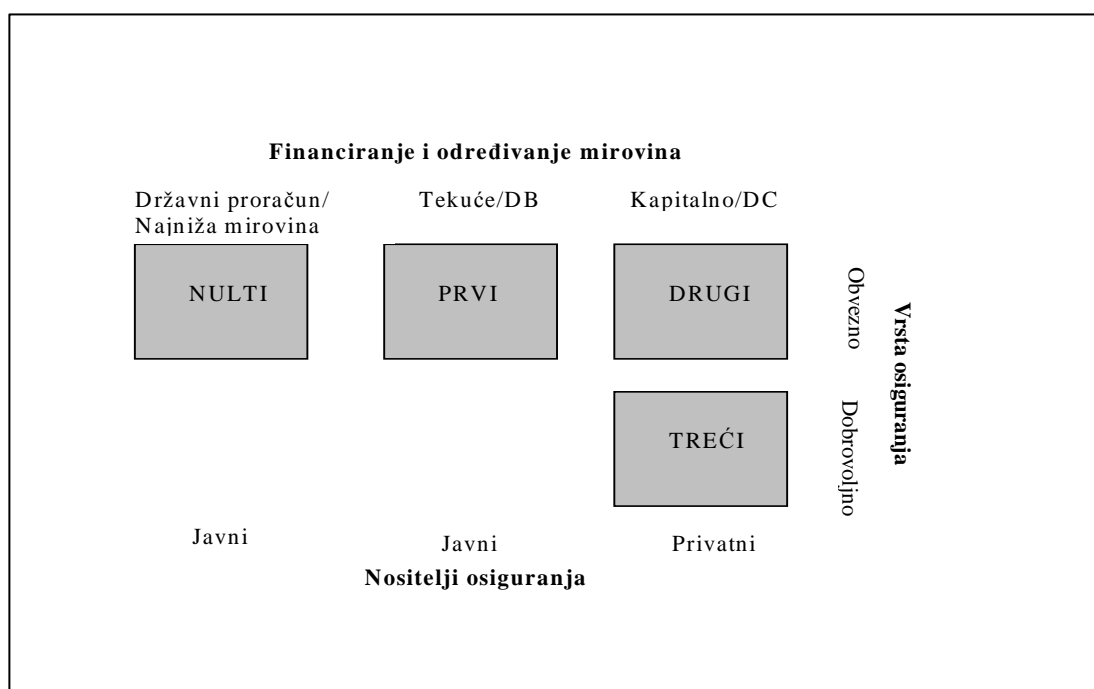 Financiranje i određivanje mirovina
Državni proračun/
Najniža mirovina
Tekuće/DB
Kapitalno/DC
NULTI
PRVI
DRUGI
Obvezno
Vrsta osiguranja
TREĆI
Dobrovoljno
Javni
Javni
Privatni
Nositelji osiguranja